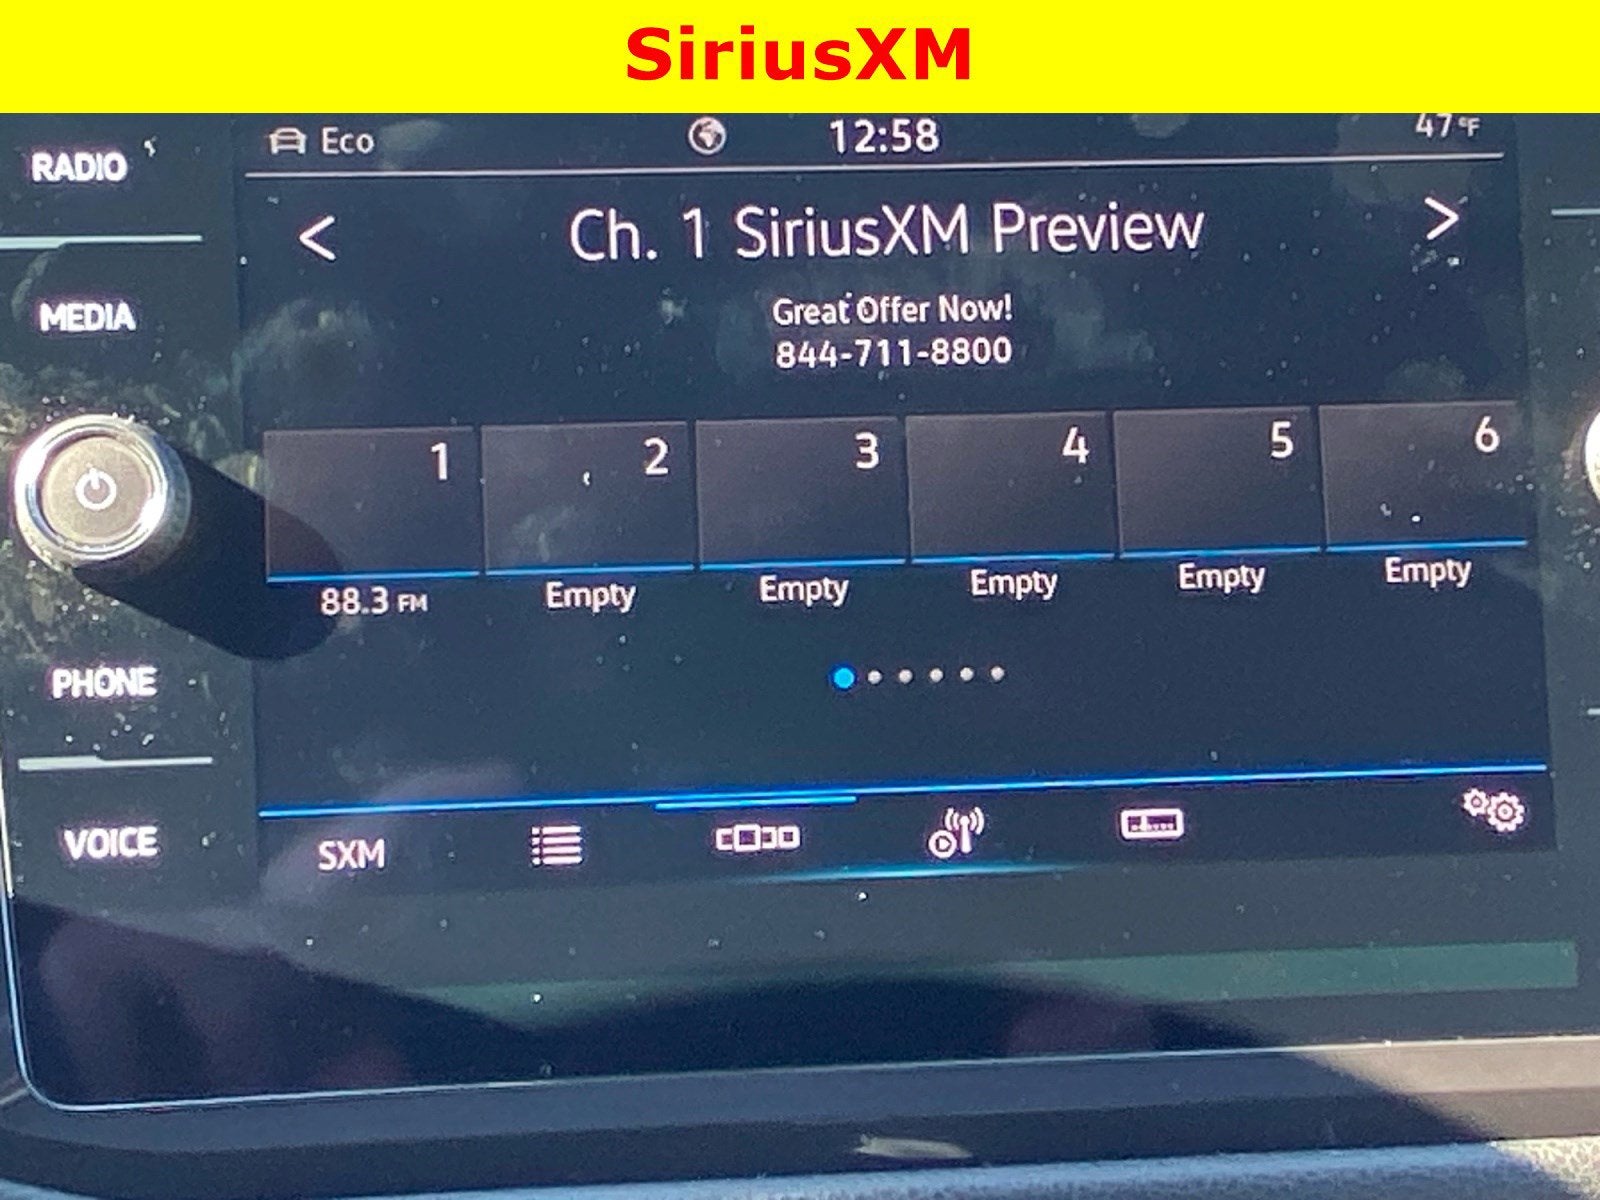 SiriusXM
RADIO
MEDIA
PHONE
VOICE
Eco
12:58
47°F
< Ch. 1 SiriusXM Preview >
Great Offer Now!
844-711-8800
1 2 3 4 5 6
88.3 FM Empty Empty Empty Empty Empty
SXM